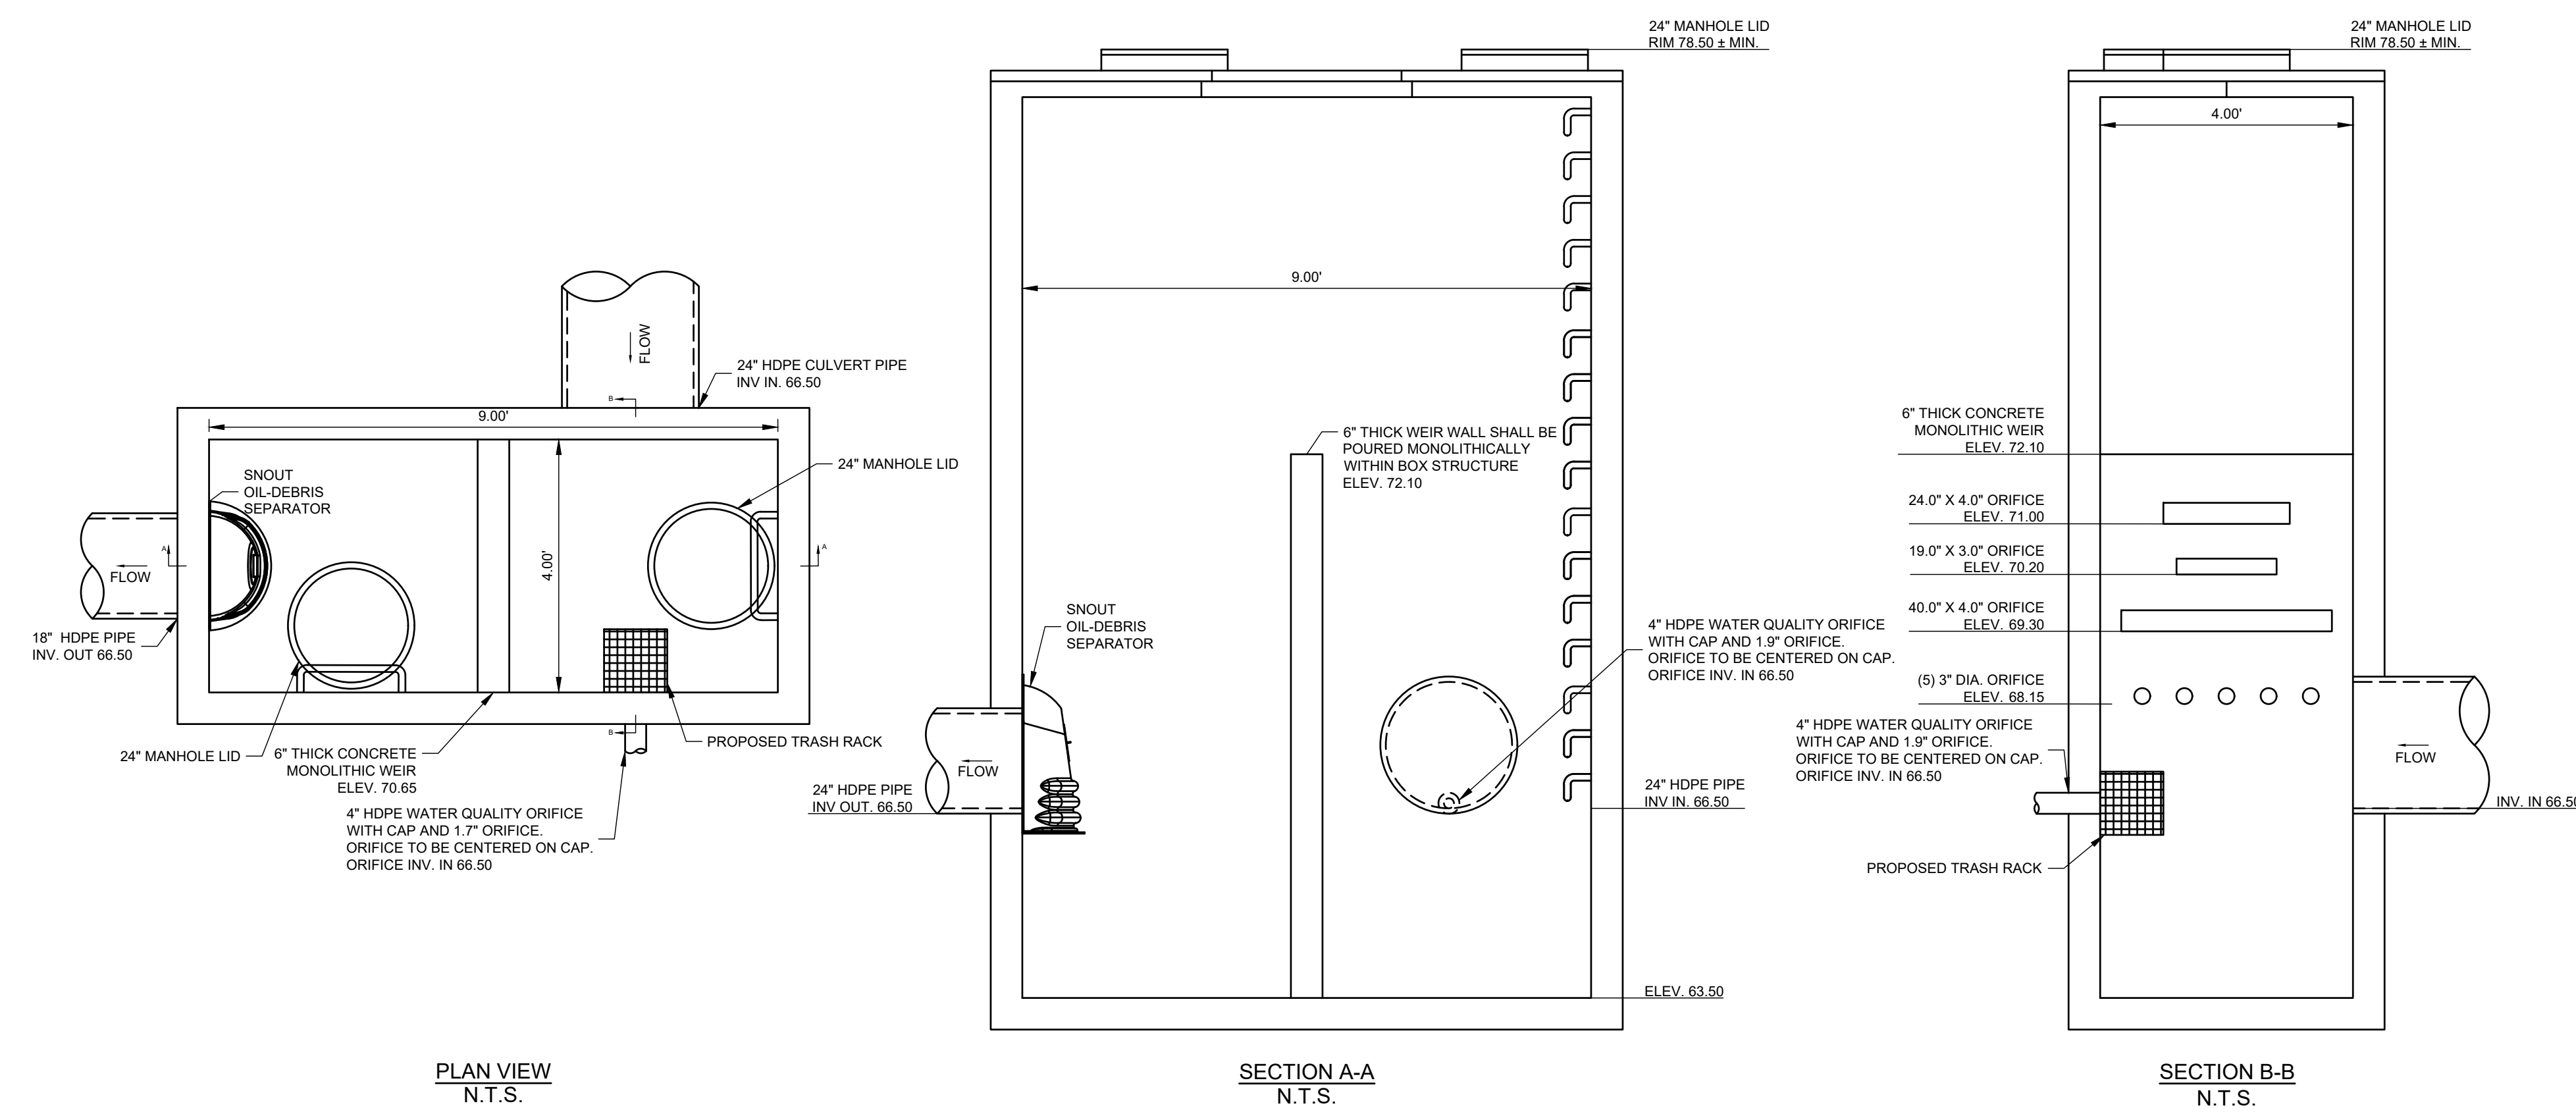 24" HDPE CULVERT PIPE
INV IN. 66.50
FLOW
B
9.00'
SNOUT
OIL-DEBRIS
SEPARATOR
24" MANHOLE LID
4.00'
A
A
FLOW
18"  HDPE PIPE
INV. OUT 66.50
B
PROPOSED TRASH RACK
24" MANHOLE LID
6" THICK CONCRETE
MONOLITHIC WEIR
ELEV. 70.65
4" HDPE WATER QUALITY ORIFICE
WITH CAP AND 1.7" ORIFICE.
ORIFICE TO BE CENTERED ON CAP.
ORIFICE INV. IN 66.50
PLAN VIEW
N.T.S.
24" MANHOLE LID
RIM 78.50 ± MIN.
9.00'
6" THICK WEIR WALL SHALL BE
POURED MONOLITHICALLY
WITHIN BOX STRUCTURE
ELEV. 72.10
SNOUT
OIL-DEBRIS
SEPARATOR
4" HDPE WATER QUALITY ORIFICE
WITH CAP AND 1.9" ORIFICE.
ORIFICE TO BE CENTERED ON CAP.
ORIFICE INV. IN 66.50
FLOW
24" HDPE PIPE
INV OUT. 66.50
24" HDPE PIPE
INV IN. 66.50
ELEV. 63.50
SECTION A-A
N.T.S.
24" MANHOLE LID
RIM 78.50 ± MIN.
4.00'
6" THICK CONCRETE
MONOLITHIC WEIR
ELEV. 72.10
24.0" X 4.0" ORIFICE
ELEV. 71.00
19.0" X 3.0" ORIFICE
ELEV. 70.20
40.0" X 4.0" ORIFICE
ELEV. 69.30
(5) 3" DIA. ORIFICE
ELEV. 68.15
4" HDPE WATER QUALITY ORIFICE
WITH CAP AND 1.9" ORIFICE.
ORIFICE TO BE CENTERED ON CAP.
ORIFICE INV. IN 66.50
FLOW
INV. IN 66.50
PROPOSED TRASH RACK
SECTION B-B
N.T.S.